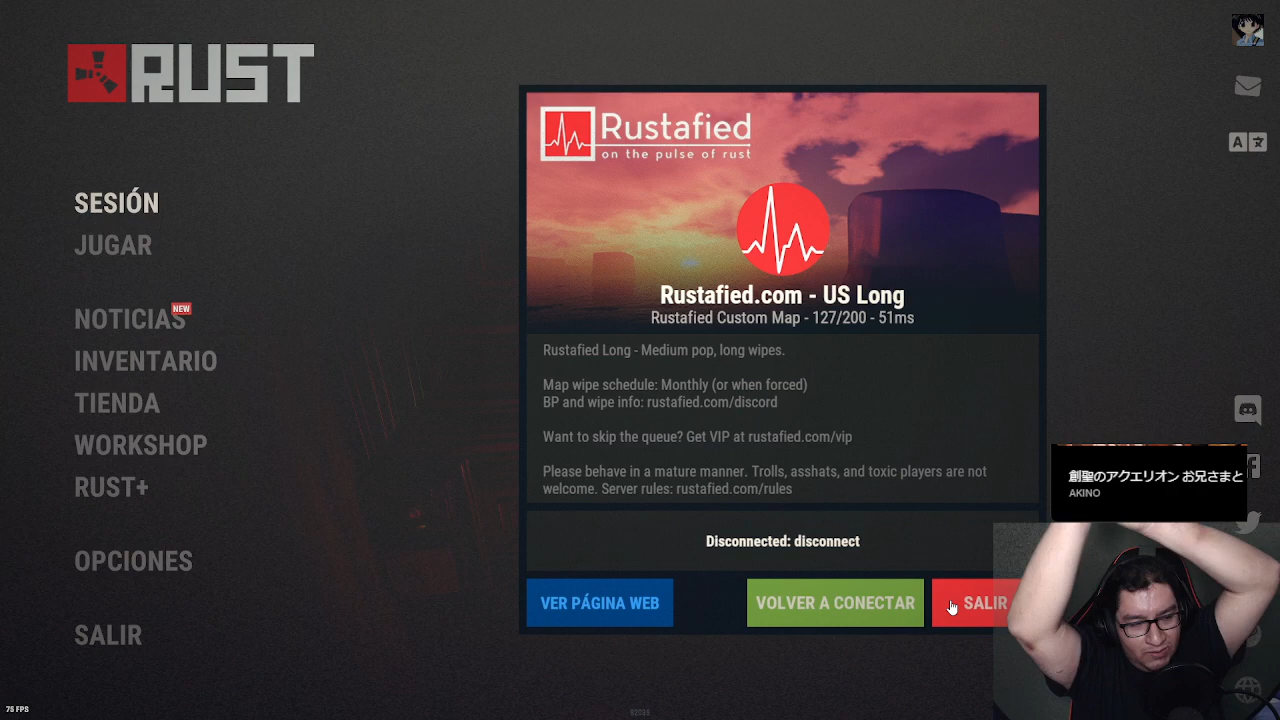 RUST
SESIÓN
JUGAR
NOTICIAS
NEW
INVENTARIO
TIENDA
WORKSHOP
RUST+
OPCIONES
SALIR
75 FPS
Rustafied
on the pulse of rust
Rustafied.com - US Long
Rustafied Custom Map - 127/200 - 51ms
Rustafied Long - Medium pop, long wipes.
Map wipe schedule: Monthly (or when forced)
BP and wipe info: rustafied.com/discord
Want to skip the queue? Get VIP at rustafied.com/vip
Please behave in a mature manner. Trolls, asshats, and toxic players are not
welcome. Server rules: rustafied.com/rules
Disconnected: disconnect
VER PÁGINA WEB
VOLVER A CONECTAR
SALIR
A 文
創聖のアクエリオン お兄さまと
AKINO